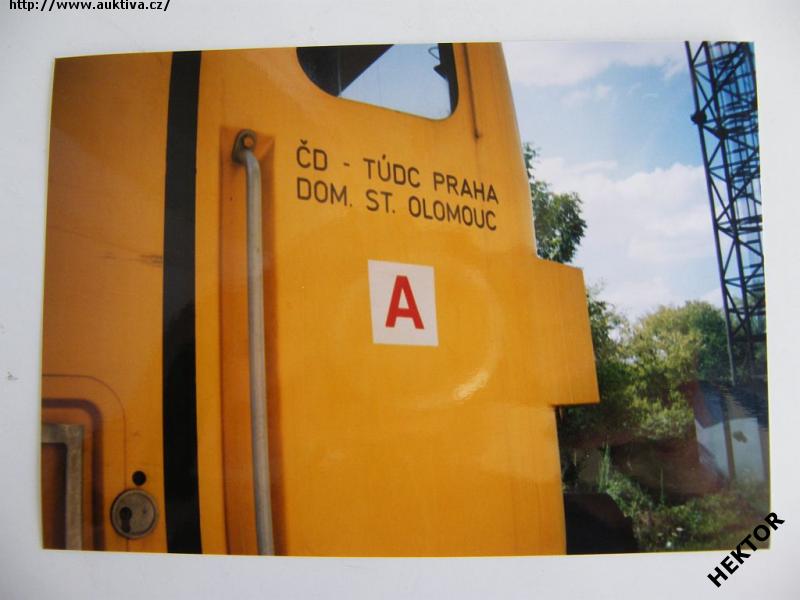 http://www.auktiva.cz/
ČD - TÚDC PRAHA
DOM. ST. OLOMOUC
A
HEKTOR